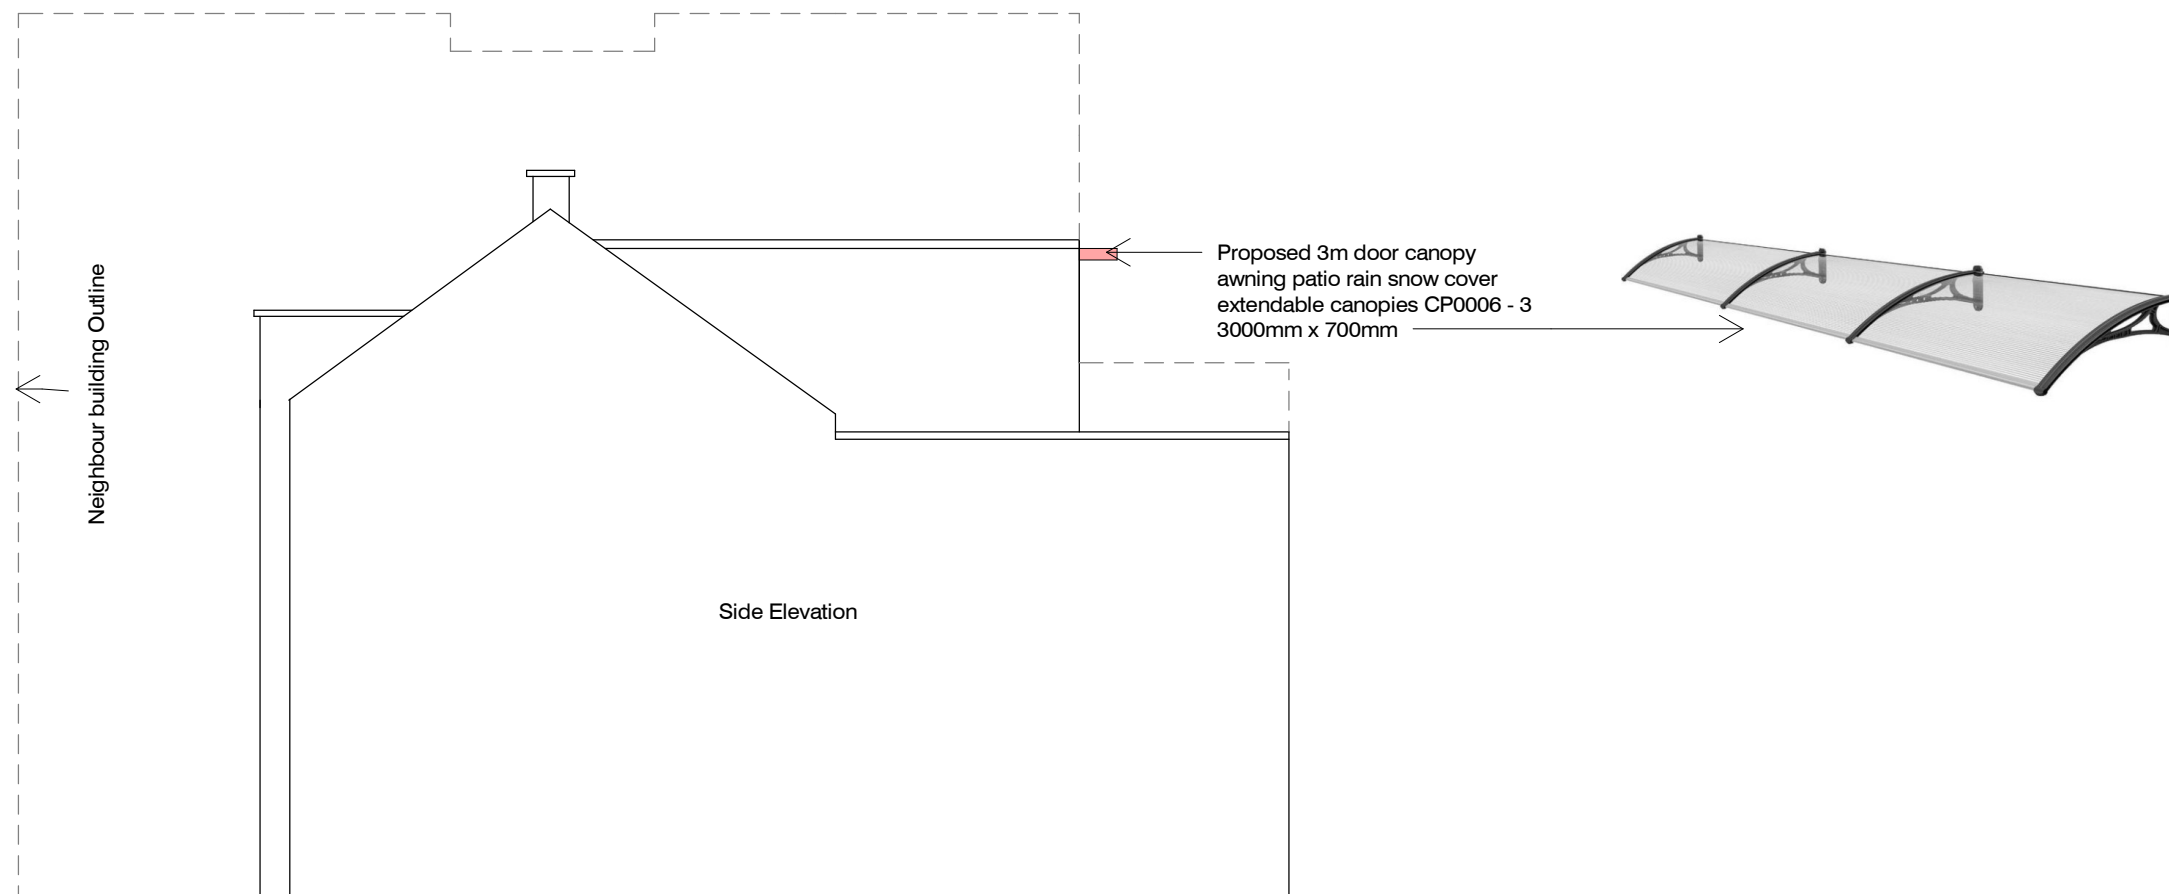 Neighbour building Outline
Proposed 3m door canopy
awning patio rain snow cover
extendable canopies CP0006 - 3
3000mm x 700mm
Side Elevation